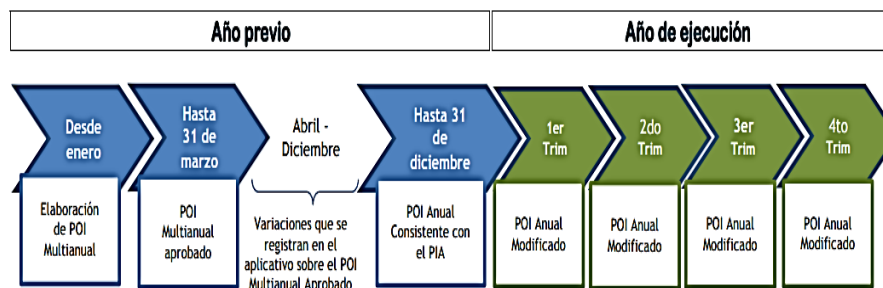 Año previo
Año de ejecución
Desde
enero
Hasta
31 de
marzo
Abril -
Diciembre
Hasta 31
de
diciembre
1er
Trim
2do
Trim
3er
Trim
4to
Trim
Elaboración
de POI
Multianual
POI
Multianual
aprobado
Variaciones que se
registran en el
aplicativo sobre el POI
Multianual Aprobado
POI Anual
Consistente con
el PIA
POI Anual
Modificado
POI Anual
Modificado
POI Anual
Modificado
POI Anual
Modificado